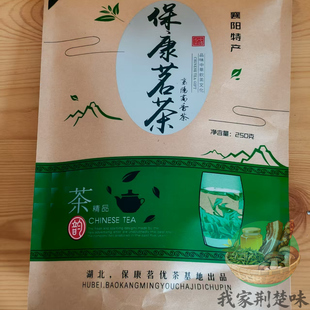 襄阳特产
保康茗茶
净含量：250克
茶
精品
韵
CHINESE TEA
湖北，保康茗优茶基地出品
HUBEI.BAOKANGMINGYOUCHAJIDICHUPIN
我家荆楚味